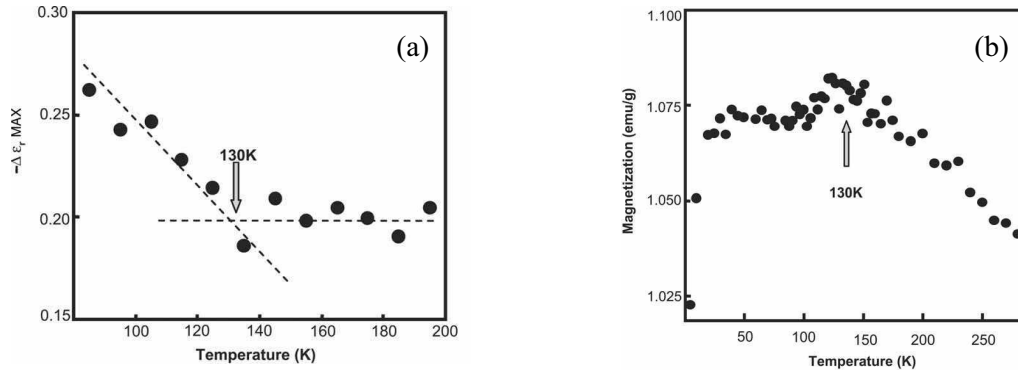 (a)
−Δ εr MAX
0.30
0.25
0.20
0.15
130K
100
120
140
160
180
200
Temperature (K)
(b)
Magnetization (emu/g)
1.100
1.075
1.050
1.025
130K
50
100
150
200
250
Temperature (K)